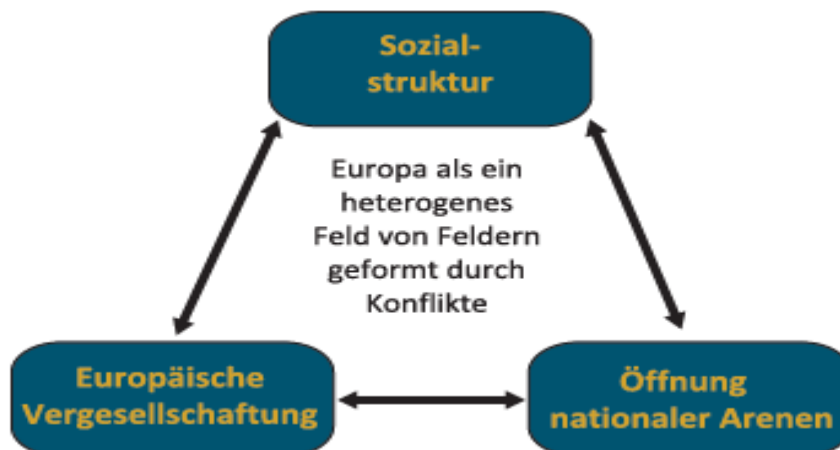 Sozial-
struktur
Europa als ein
heterogenes
Feld von Feldern
geformt durch
Konflikte
Europäische
Vergesellschaftung
Öffnung
nationaler Arenen